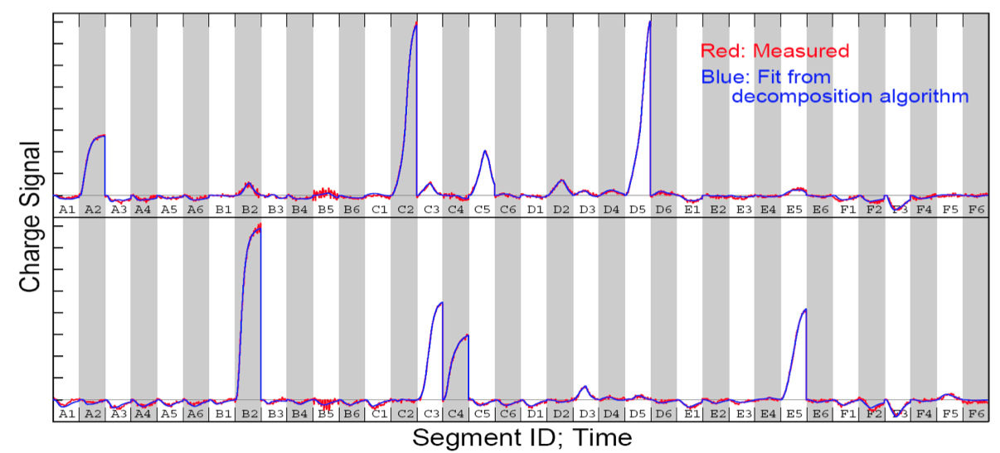 Red: Measured
Blue: Fit from
decomposition algorithm
Charge Signal
A1 A2 A3 A4 A5 A6 B1 B2 B3 B4 B5 B6 C1 C2 C3 C4 C5 C6 D1 D2 D3 D4 D5 D6 E1 E2 E3 E4 E5 E6 F1 F2 F3 F4 F5 F6
A1 A2 A3 A4 A5 A6 B1 B2 B3 B4 B5 B6 C1 C2 C3 C4 C5 C6 D1 D2 D3 D4 D5 D6 E1 E2 E3 E4 E5 E6 F1 F2 F3 F4 F5 F6
Segment ID; Time